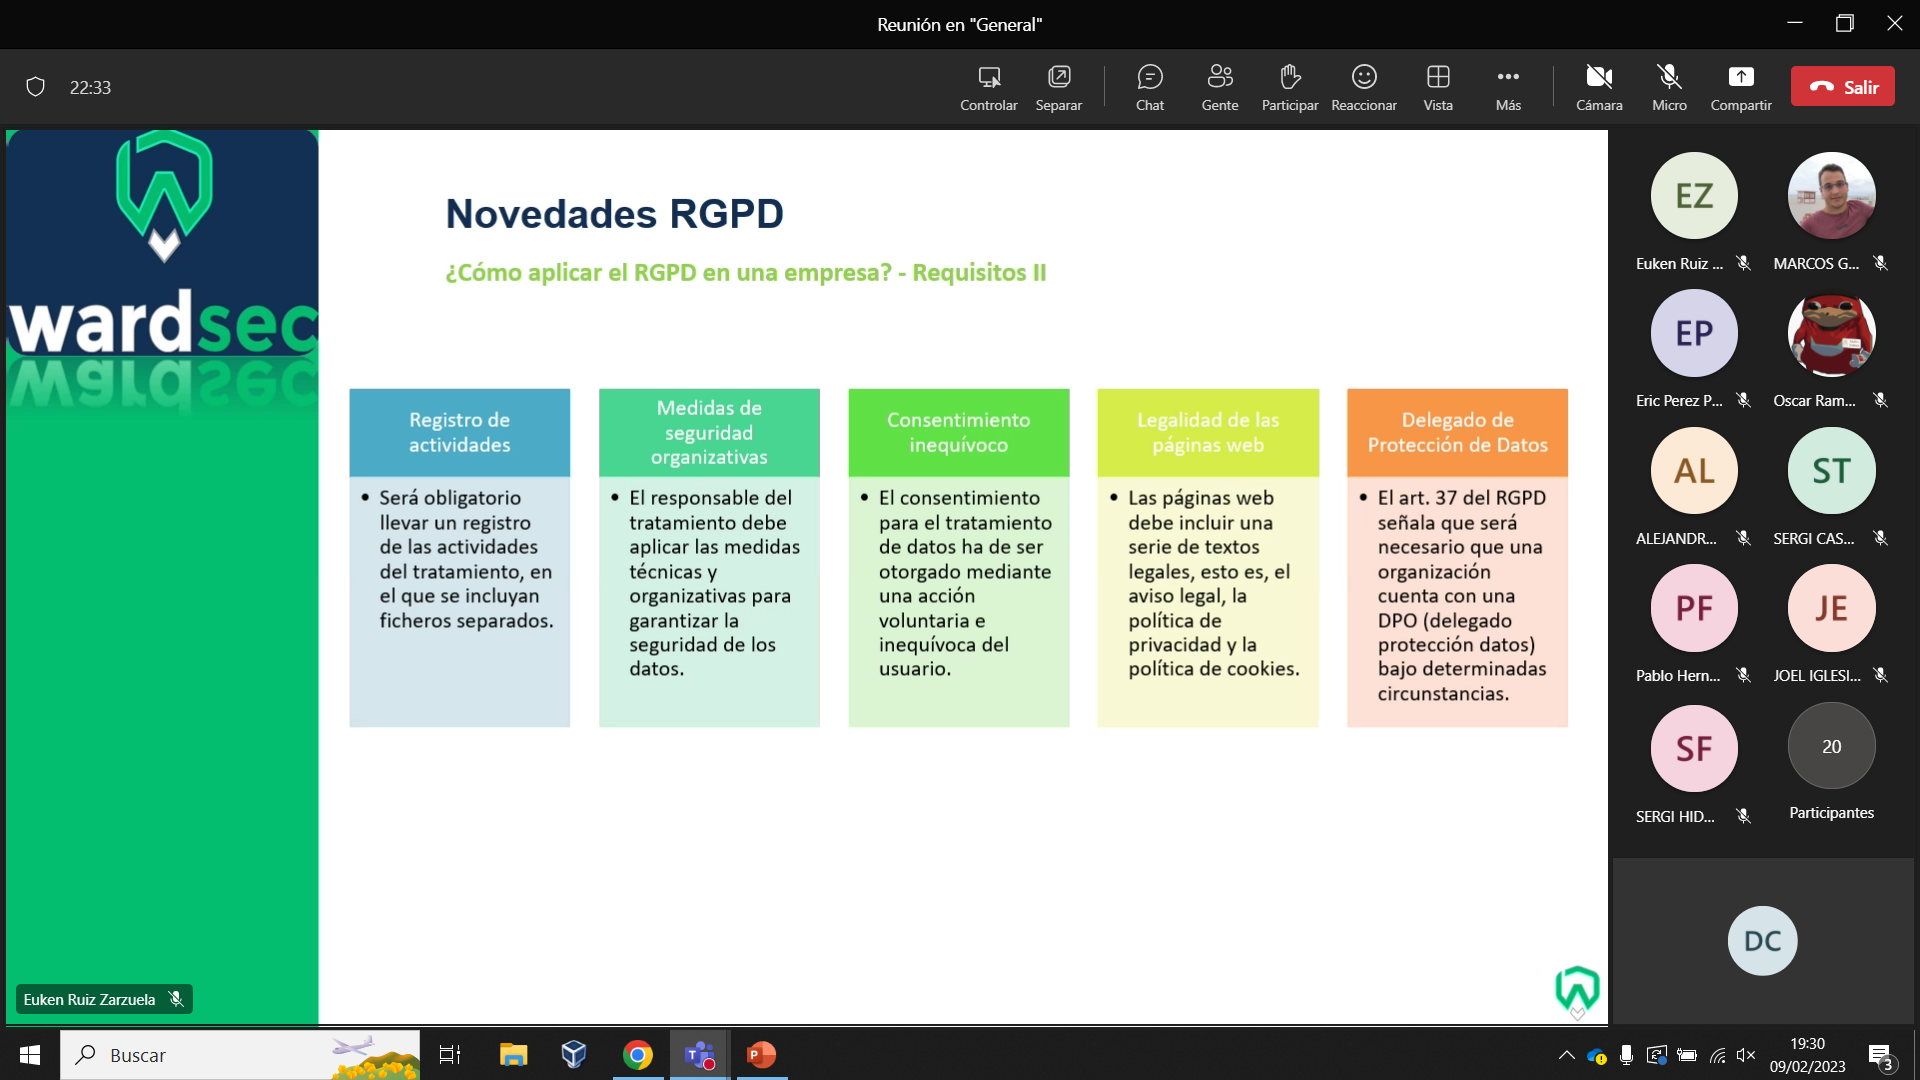 Reunión en "General"
22:33
Controlar
Separar
Chat
Gente
Participar
Reaccionar
Vista
Más
Cámara
Micro
Compartir
Salir
wardsec
Novedades RGPD
¿Cómo aplicar el RGPD en una empresa? - Requisitos II
Registro de
actividades
• Será obligatorio
llevar un registro
de las actividades
del tratamiento, en
el que se incluyan
ficheros separados.
Medidas de
seguridad
organizativas
• El responsable del
tratamiento debe
aplicar las medidas
técnicas y
organizativas para
garantizar la
seguridad de los
datos.
Consentimiento
inequívoco
• El consentimiento
para el tratamiento
de datos ha de ser
otorgado mediante
una acción
voluntaria e
inequívoca del
usuario.
Legalidad de las
páginas web
• Las páginas web
debe incluir una
serie de textos
legales, esto es, el
aviso legal, la
política de
privacidad y la
política de cookies.
Delegado de
Protección de Datos
• El art. 37 del RGPD
señala que será
necesario que una
organización
cuenta con una
DPO (delegado
protección datos)
bajo determinadas
circunstancias.
Euken Ruiz Zarzuela
EZ
Euken Ruiz ...
MARCOS G...
EP
Eric Perez P...
Oscar Ram...
AL
ALEJANDR...
ST
SERGI CAS...
PF
Pablo Hern...
JE
JOEL IGLESI...
SF
SERGI HID...
20
Participantes
DC
Buscar
19:30
09/02/2023
3